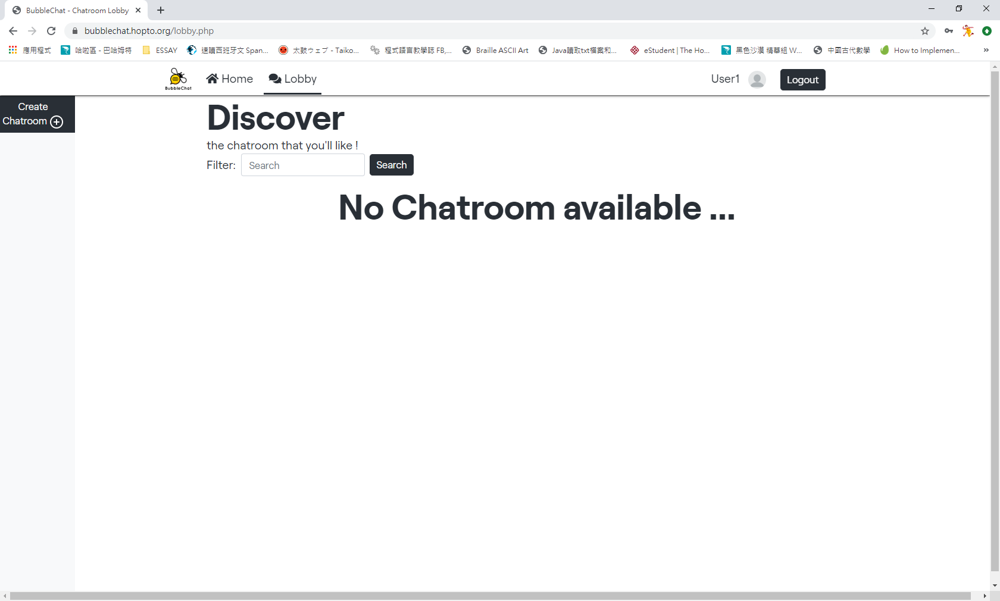 BubbleChat - Chatroom Lobby
bubblechat.hopto.org/lobby.php
應用程式 哈啦區 - 巴哈姆特 ESSAY 速讀西班牙文 Span... 太鼓ウェブ - Taiko... 程式語言教學誌 FB,... Braille ASCII Art Java讀取txt檔案和... eStudent | The Ho... 黑色沙漠 精華組 W... 中國古代數學 How to Implemen... »
BubbleChat
Home Lobby User1 Logout
Create
Chatroom
Discover
the chatroom that you'll like !
Filter: Search Search
No Chatroom available ...